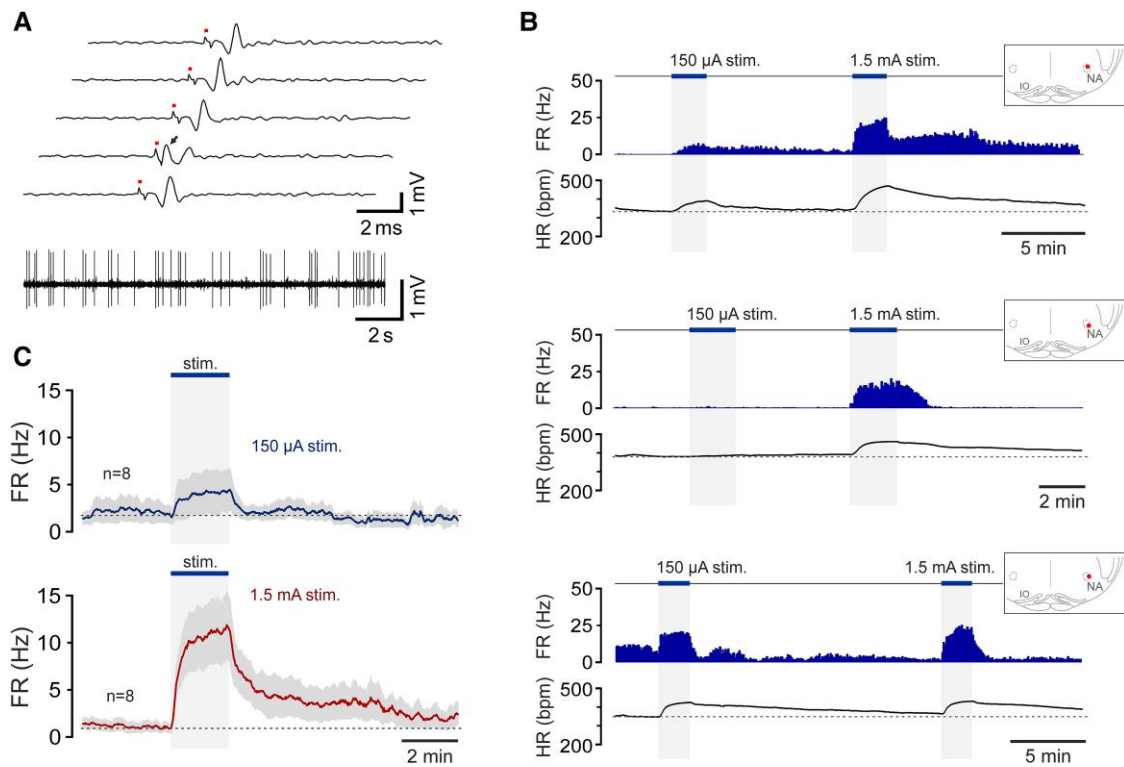 A
1 mV
2 ms
1 mV
2 s
B
150 µA stim.
1.5 mA stim.
IO
NA
50
25
0
FR (Hz)
500
200
HR (bpm)
5 min
150 µA stim.
1.5 mA stim.
IO
NA
50
25
0
FR (Hz)
500
200
HR (bpm)
2 min
150 µA stim.
1.5 mA stim.
IO
NA
50
25
0
FR (Hz)
500
200
HR (bpm)
5 min
C
stim.
15
10
5
0
FR (Hz)
150 µA stim.
n=8
stim.
15
10
5
0
FR (Hz)
1.5 mA stim.
n=8
2 min